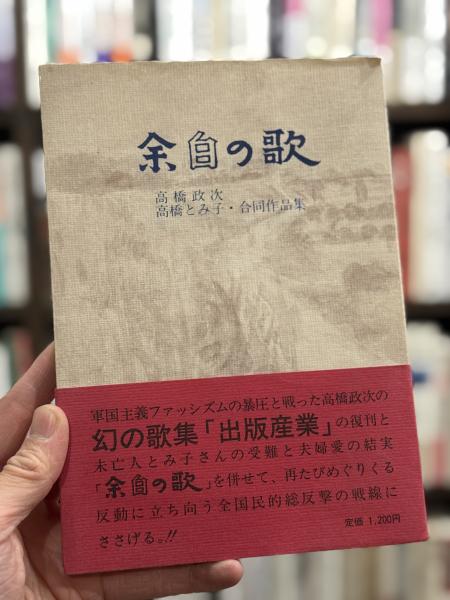 余白の歌
高橋政次
高橋とみ子・合同作品集
軍国主義ファッシズムの暴圧と戦った高橋政次の
幻の歌集「出版産業」の復刊と
未亡人とみ子さんの受難と夫婦愛の結実
「余白の歌」を併せて、再たびめぐりくる
反動に立ち向う全国民的総反撃の戦線に
ささげる。!!
定価 1,200円